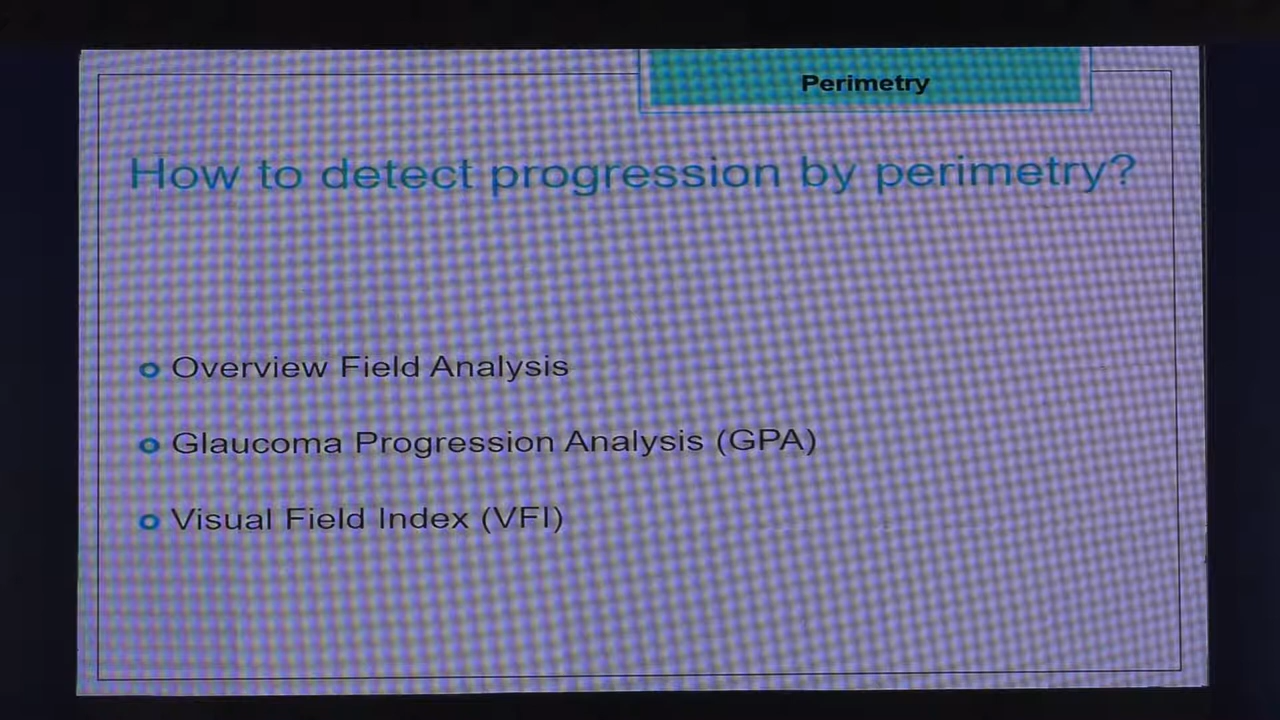 Perimetry
How to detect progression by perimetry?
Overview Field Analysis
Glaucoma Progression Analysis (GPA)
Visual Field Index (VFI)